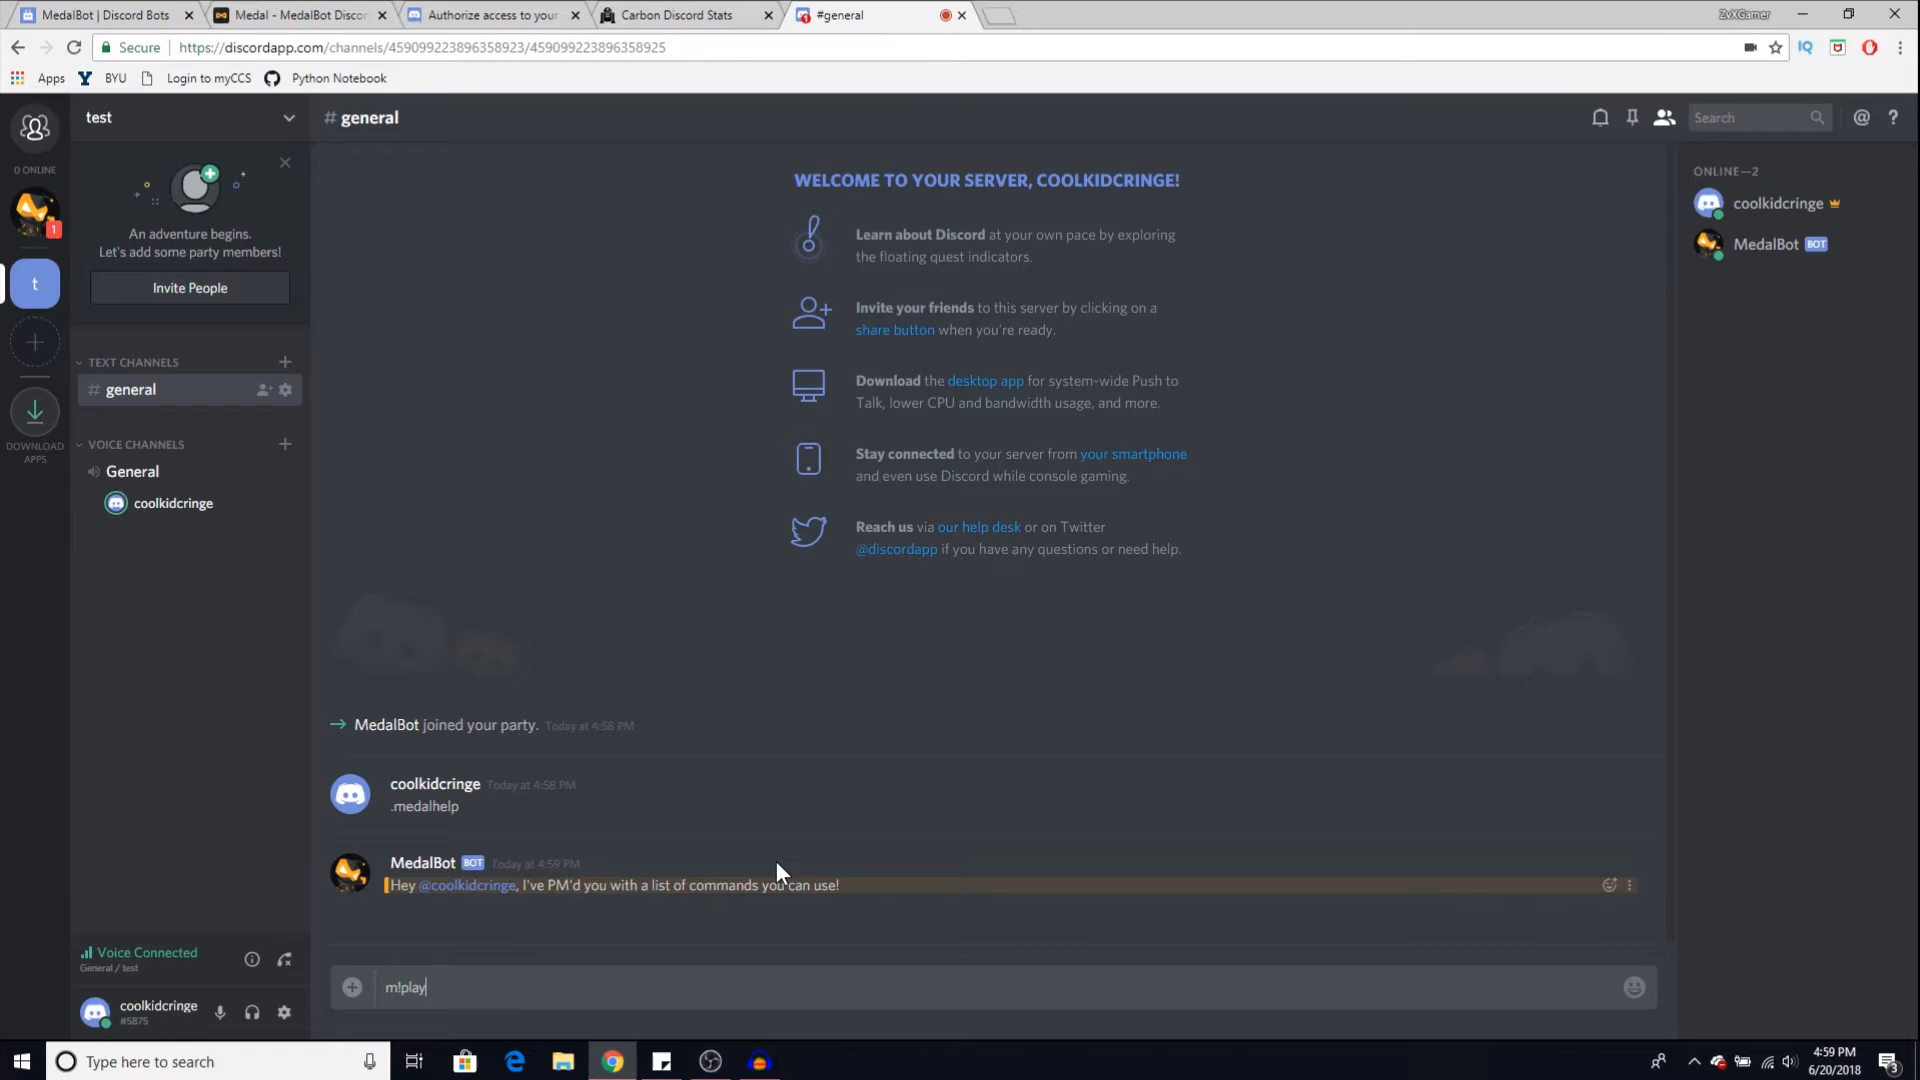 MedalBot | Discord Bots
Medal - MedalBot Discor
Authorize access to your
Carbon Discord Stats
#general
ZvXGamer
Secure
https://discordapp.com/channels/459099223896358923/459099223896358925
Apps
BYU
Login to myCCS
Python Notebook
test
# general
Search
0 ONLINE
1
An adventure begins.
Let's add some party members!
Invite People
t
TEXT CHANNELS
# general
DOWNLOAD
APPS
VOICE CHANNELS
General
coolkidcringe
WELCOME TO YOUR SERVER, COOLKIDCRINGE!
Learn about Discord at your own pace by exploring
the floating quest indicators.
Invite your friends to this server by clicking on a
share button when you're ready.
Download the desktop app for system-wide Push to
Talk, lower CPU and bandwidth usage, and more.
Stay connected to your server from your smartphone
and even use Discord while console gaming.
Reach us via our help desk or on Twitter
@discordapp if you have any questions or need help.
MedalBot joined your party. Today at 4:58 PM
coolkidcringe Today at 4:58 PM
.medalhelp
MedalBot BOT Today at 4:59 PM
Hey @coolkidcringe, I've PM'd you with a list of commands you can use!
m!play
ONLINE—2
coolkidcringe
MedalBot BOT
Voice Connected
General / test
coolkidcringe
#5875
Type here to search
4:59 PM
6/20/2018
3